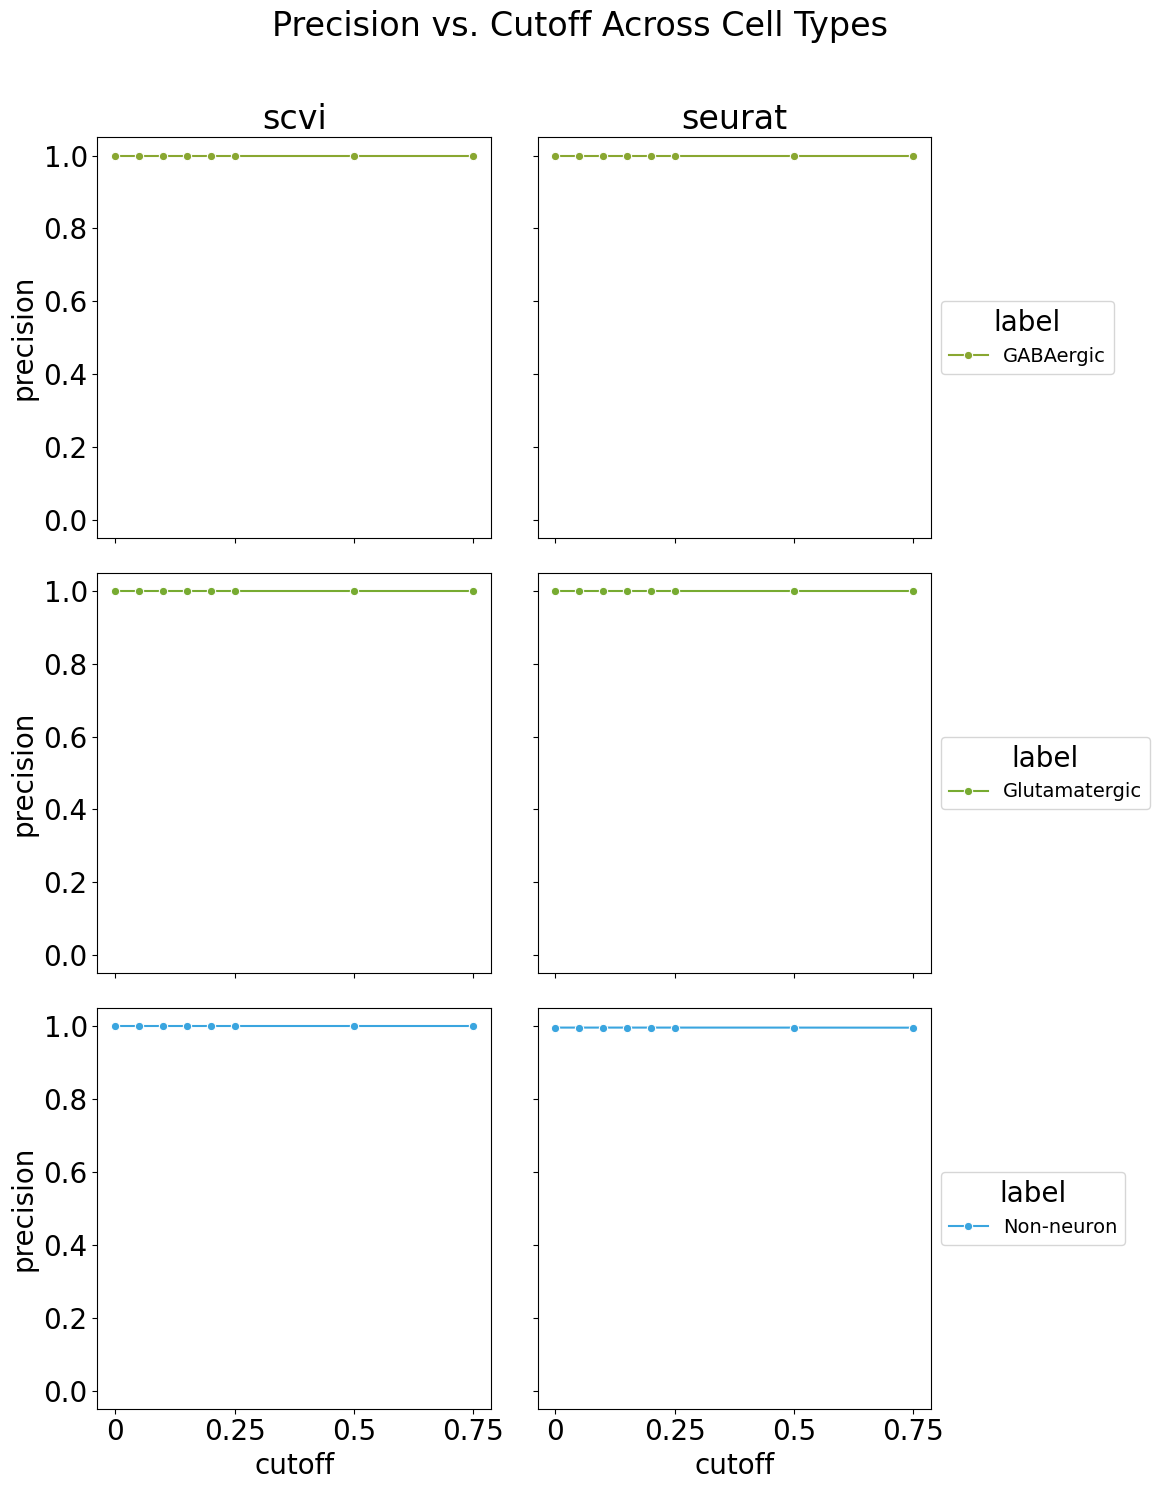 Precision vs. Cutoff Across Cell Types
scvi
seurat
1.0
0.8
0.6
0.4
0.2
0.0
precision
label
GABAergic
1.0
0.8
0.6
0.4
0.2
0.0
precision
label
Glutamatergic
1.0
0.8
0.6
0.4
0.2
0.0
precision
label
Non-neuron
0 0.25 0.5 0.75
0 0.25 0.5 0.75
cutoff
cutoff